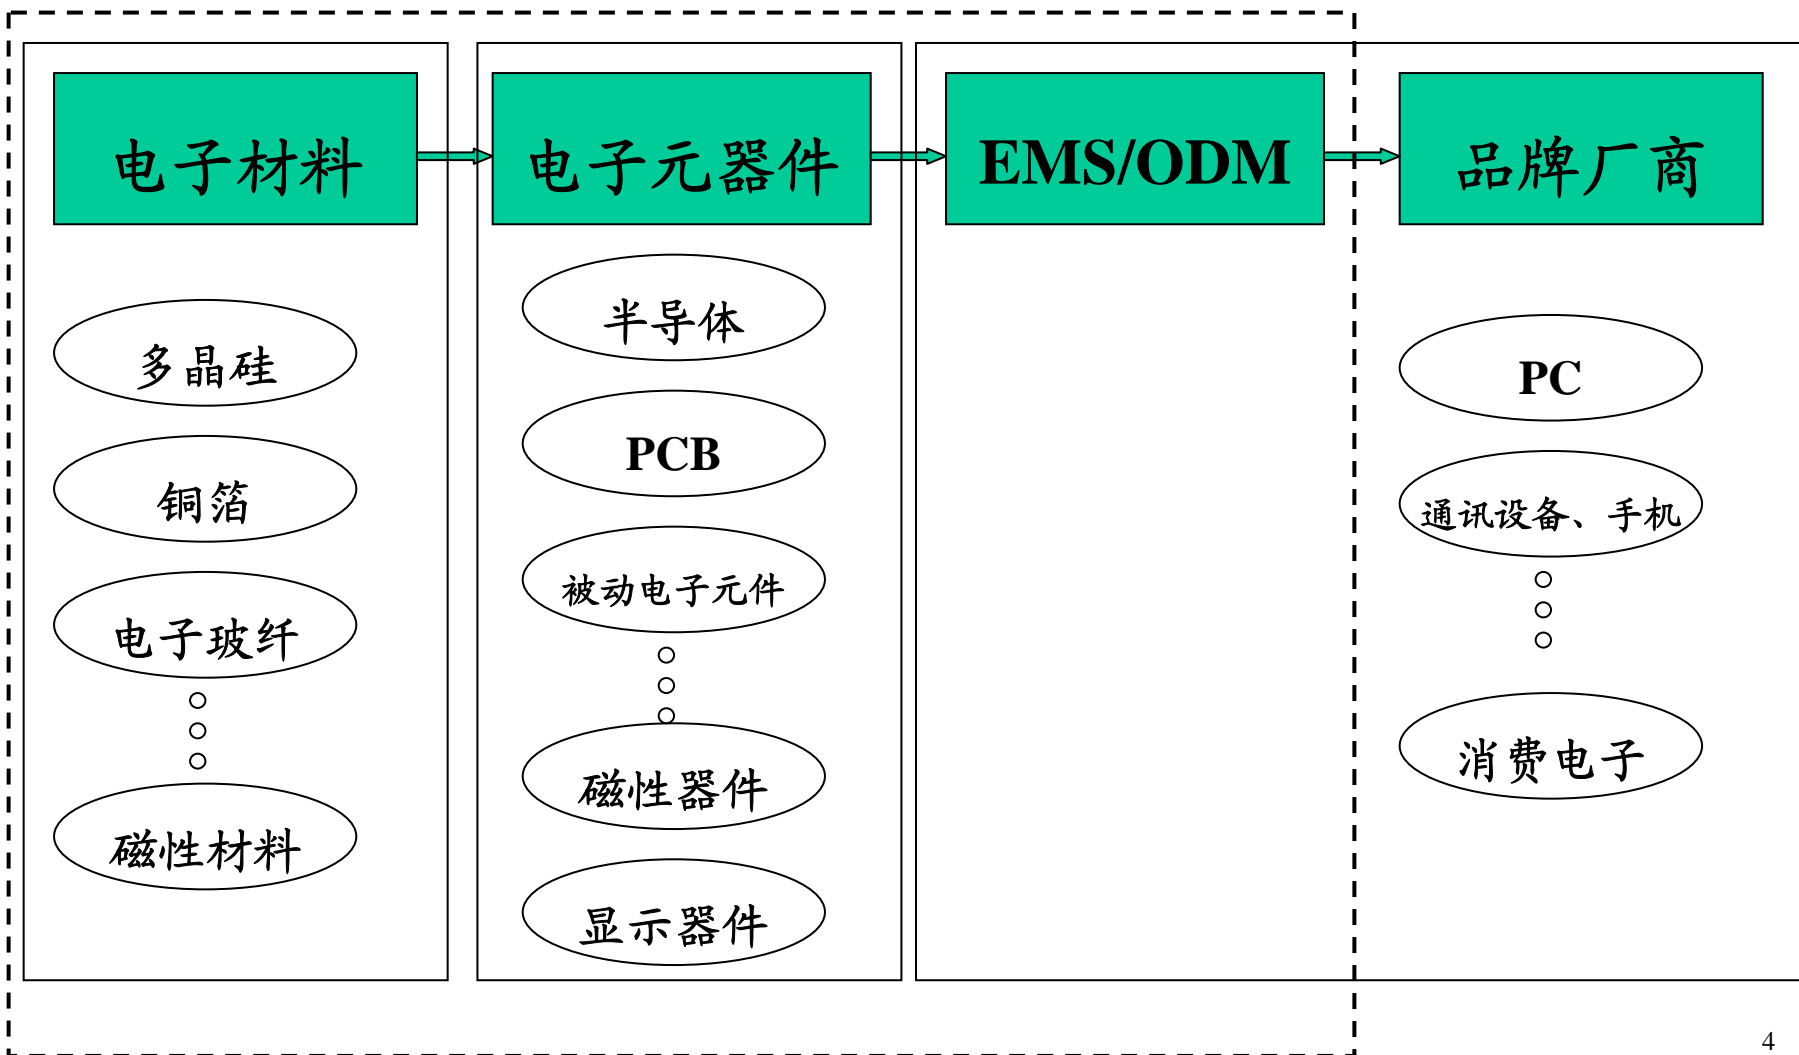 电子材料
电子元器件
EMS/ODM
品牌厂商
多晶硅
铜箔
电子玻纤
磁性材料
半导体
PCB
被动电子元件
磁性器件
显示器件
PC
通讯设备、手机
消费电子
4